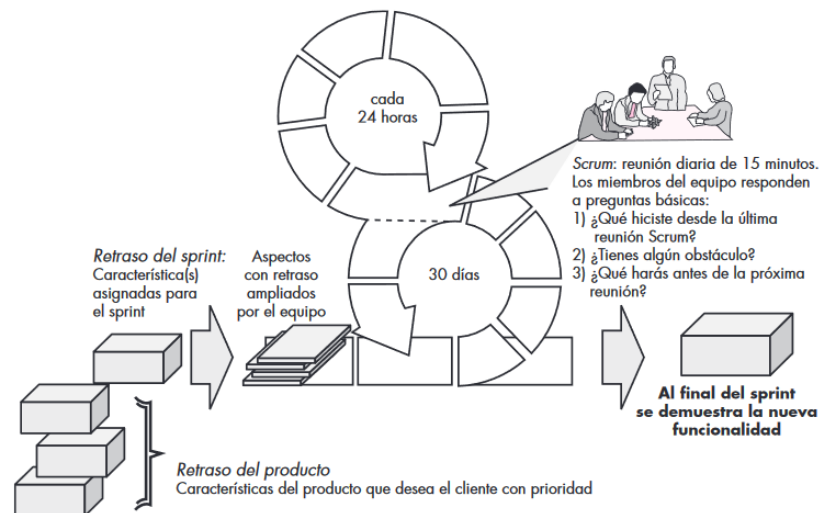 cada
24 horas
Scrum: reunión diaria de 15 minutos.
Los miembros del equipo responden
a preguntas básicas:
1) ¿Qué hiciste desde la última
reunión Scrum?
2) ¿Tienes algún obstáculo?
3) ¿Qué harás antes de la próxima
reunión?
Retraso del sprint:
Característica(s)
asignadas para
el sprint
Aspectos
con retraso
ampliados
por el equipo
30 días
Al final del sprint
se demuestra la nueva
funcionalidad
Retraso del producto
Características del producto que desea el cliente con prioridad